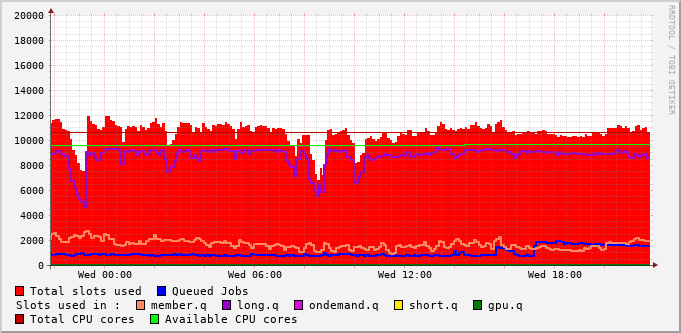 RRDTOOL / TOBI OETIKER
20000
18000
16000
14000
12000
10000
8000
6000
4000
2000
0
Wed 00:00 Wed 06:00 Wed 12:00 Wed 18:00
Total slots used Queued Jobs
Slots used in : member.q long.q ondemand.q short.q gpu.q
Total CPU cores Available CPU cores